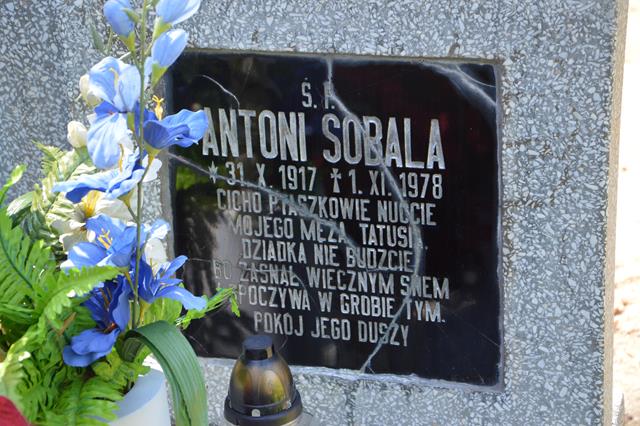 Ś. P.
ANTONI SOBALA
* 31. X. 1917 ✝ 1. XI. 1978
CICHO PTASZKOWIE NUĆCIE
MOJEGO MĘŻA, TATUSIA
DZIADKA NIE BUDŹCIE
BO ZASNĄŁ WIECZNYM SNEM
SPOCZYWA W GROBIE TYM.
POKÓJ JEGO DUSZY